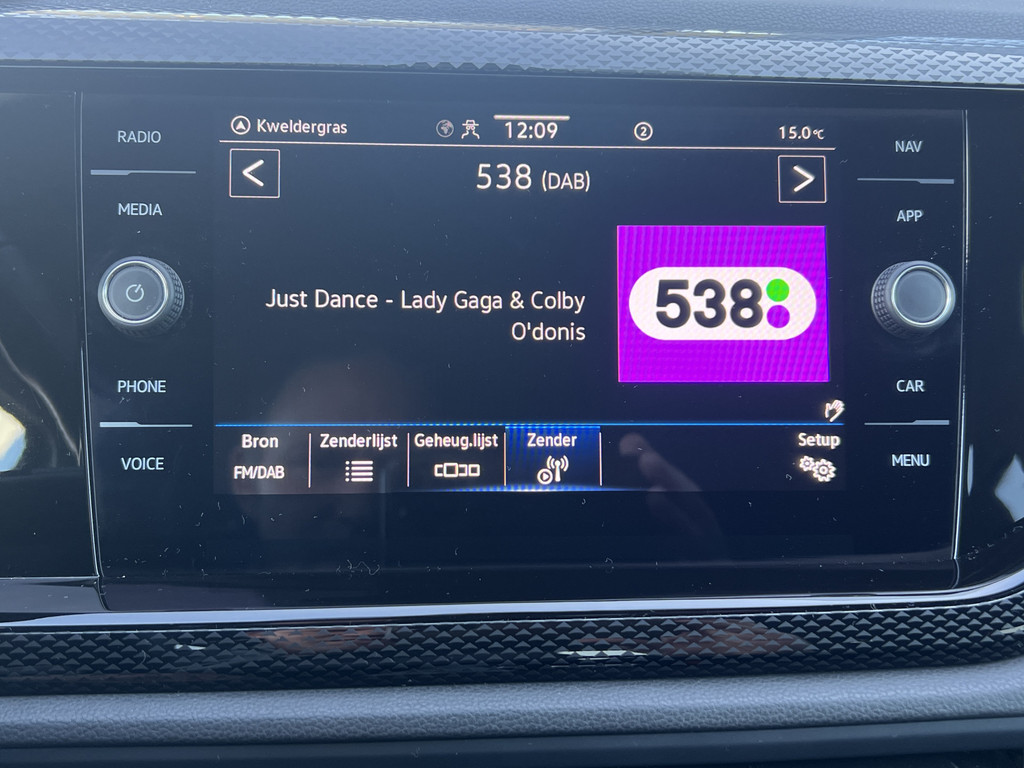 RADIO
MEDIA
PHONE
VOICE
Kweldergras
12:09
2
15.0°C
<
538 (DAB)
>
Just Dance - Lady Gaga & Colby
O'donis
538
Bron
FM/DAB
Zenderlijst
Geheug.lijst
Zender
Setup
NAV
APP
CAR
MENU